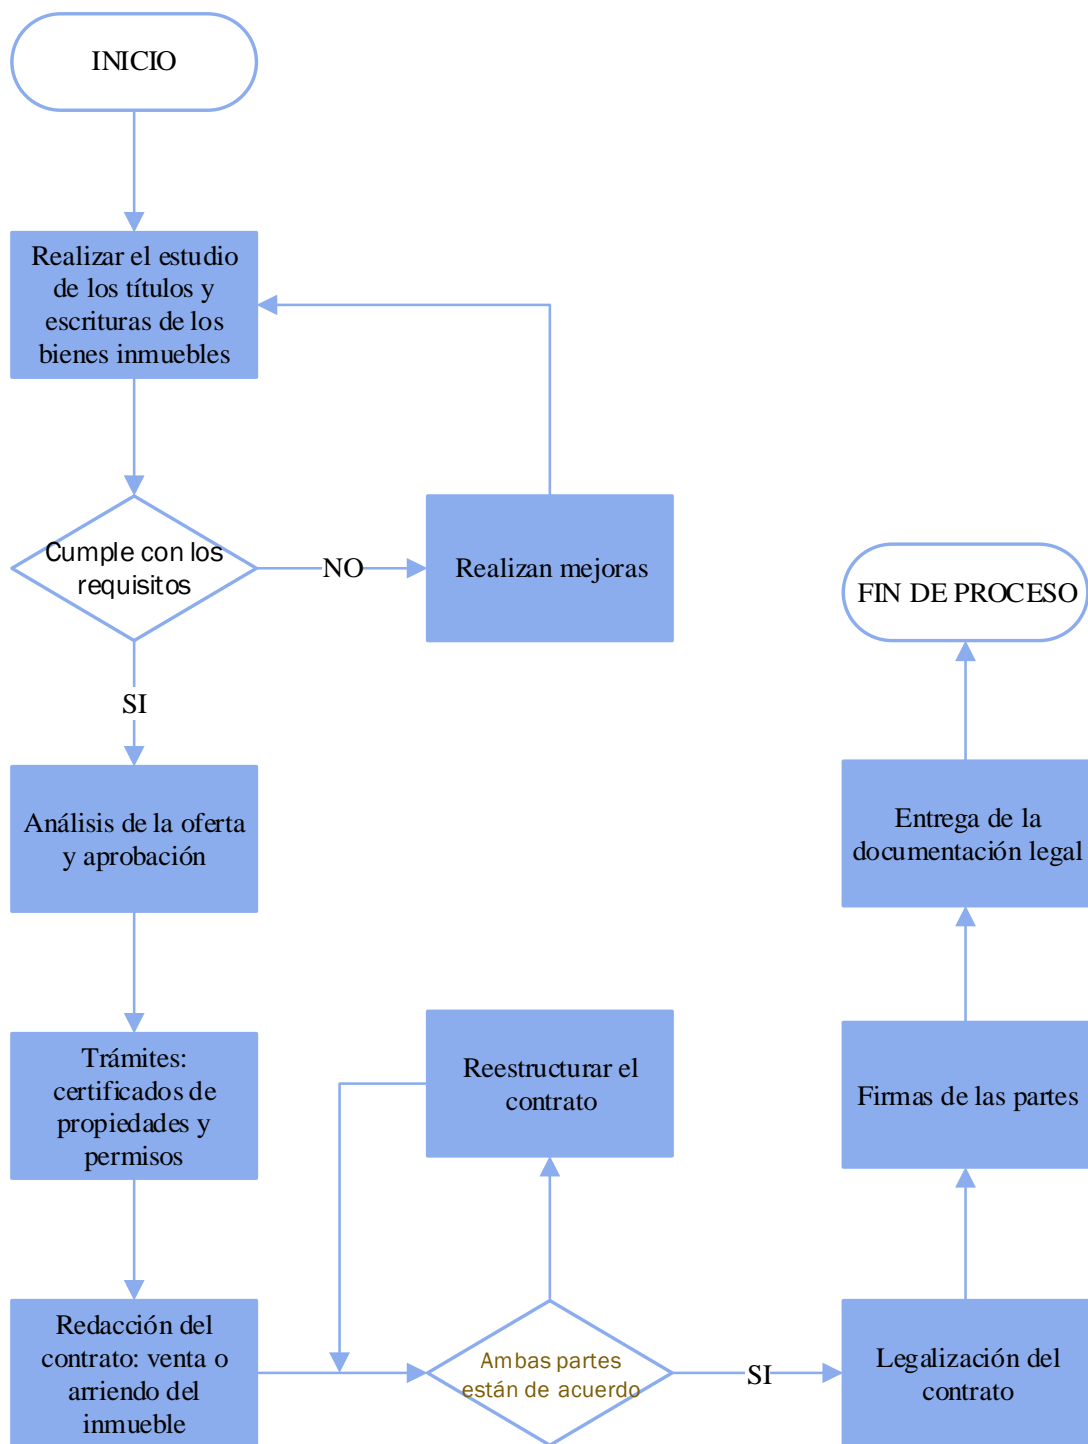 INICIO
Realizar el estudio
de los títulos y
escrituras de los
bienes inmuebles
Cumple con los
requisitos
NO
Realizan mejoras
SI
Análisis de la oferta
y aprobación
Trámites:
certificados de
propiedades y
permisos
Redacción del
contrato: venta o
arriendo del
inmueble
Reestructurar el
contrato
Ambas partes
están de acuerdo
SI
Legalización del
contrato
Firmas de las partes
Entrega de la
documentación legal
FIN DE PROCESO